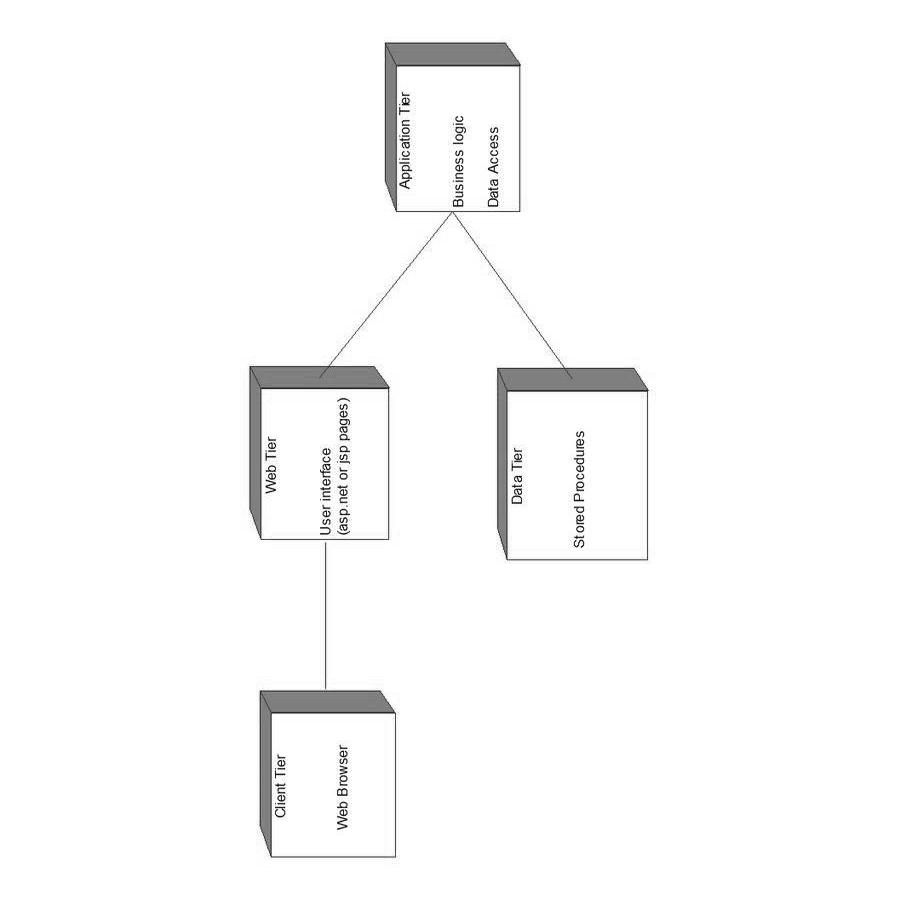 Client Tier
Web Browser
Web Tier
User interface
(asp.net or jsp pages)
Application Tier
Business logic
Data Access
Data Tier
Stored Procedures